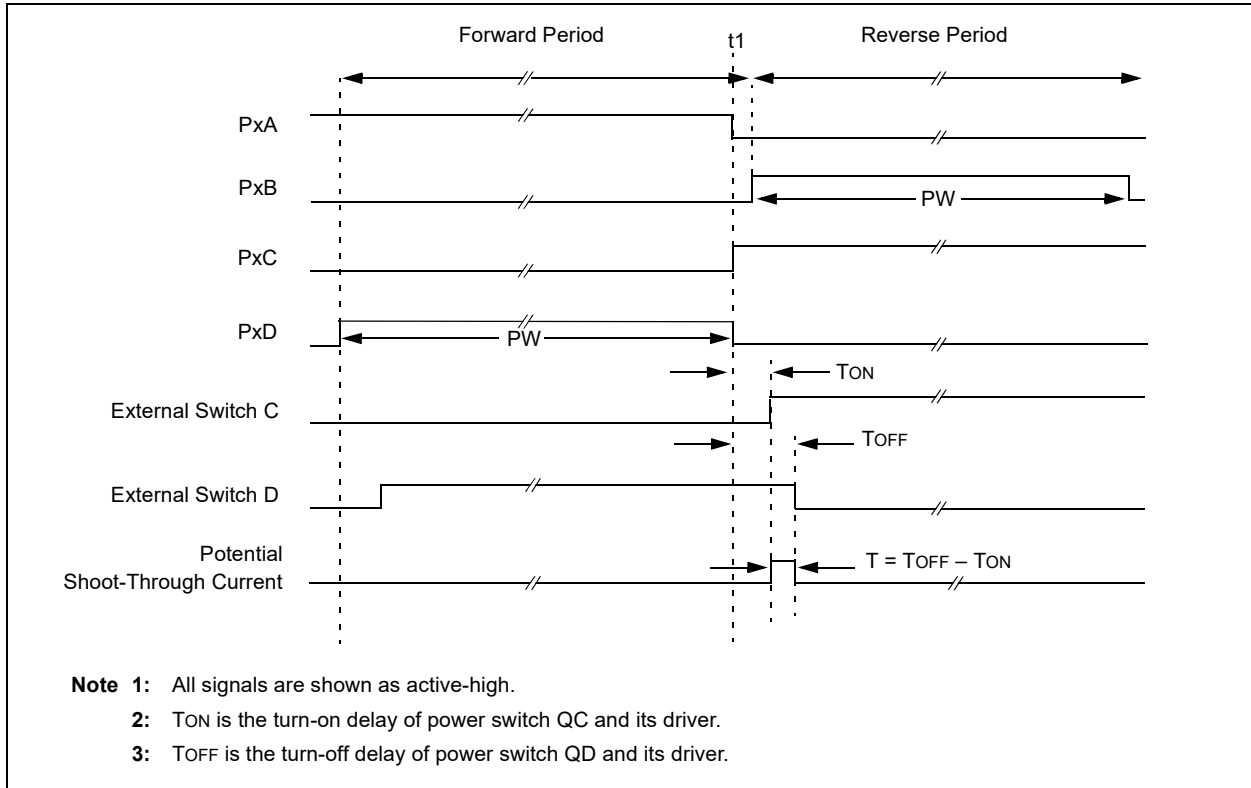 Forward Period
t1
Reverse Period
PxA
PxB
PW
PxC
PxD
PW
TON
External Switch C
TOFF
External Switch D
Potential
Shoot-Through Current
T = TOFF – TON
Note 1: All signals are shown as active-high.
2: TON is the turn-on delay of power switch QC and its driver.
3: TOFF is the turn-off delay of power switch QD and its driver.